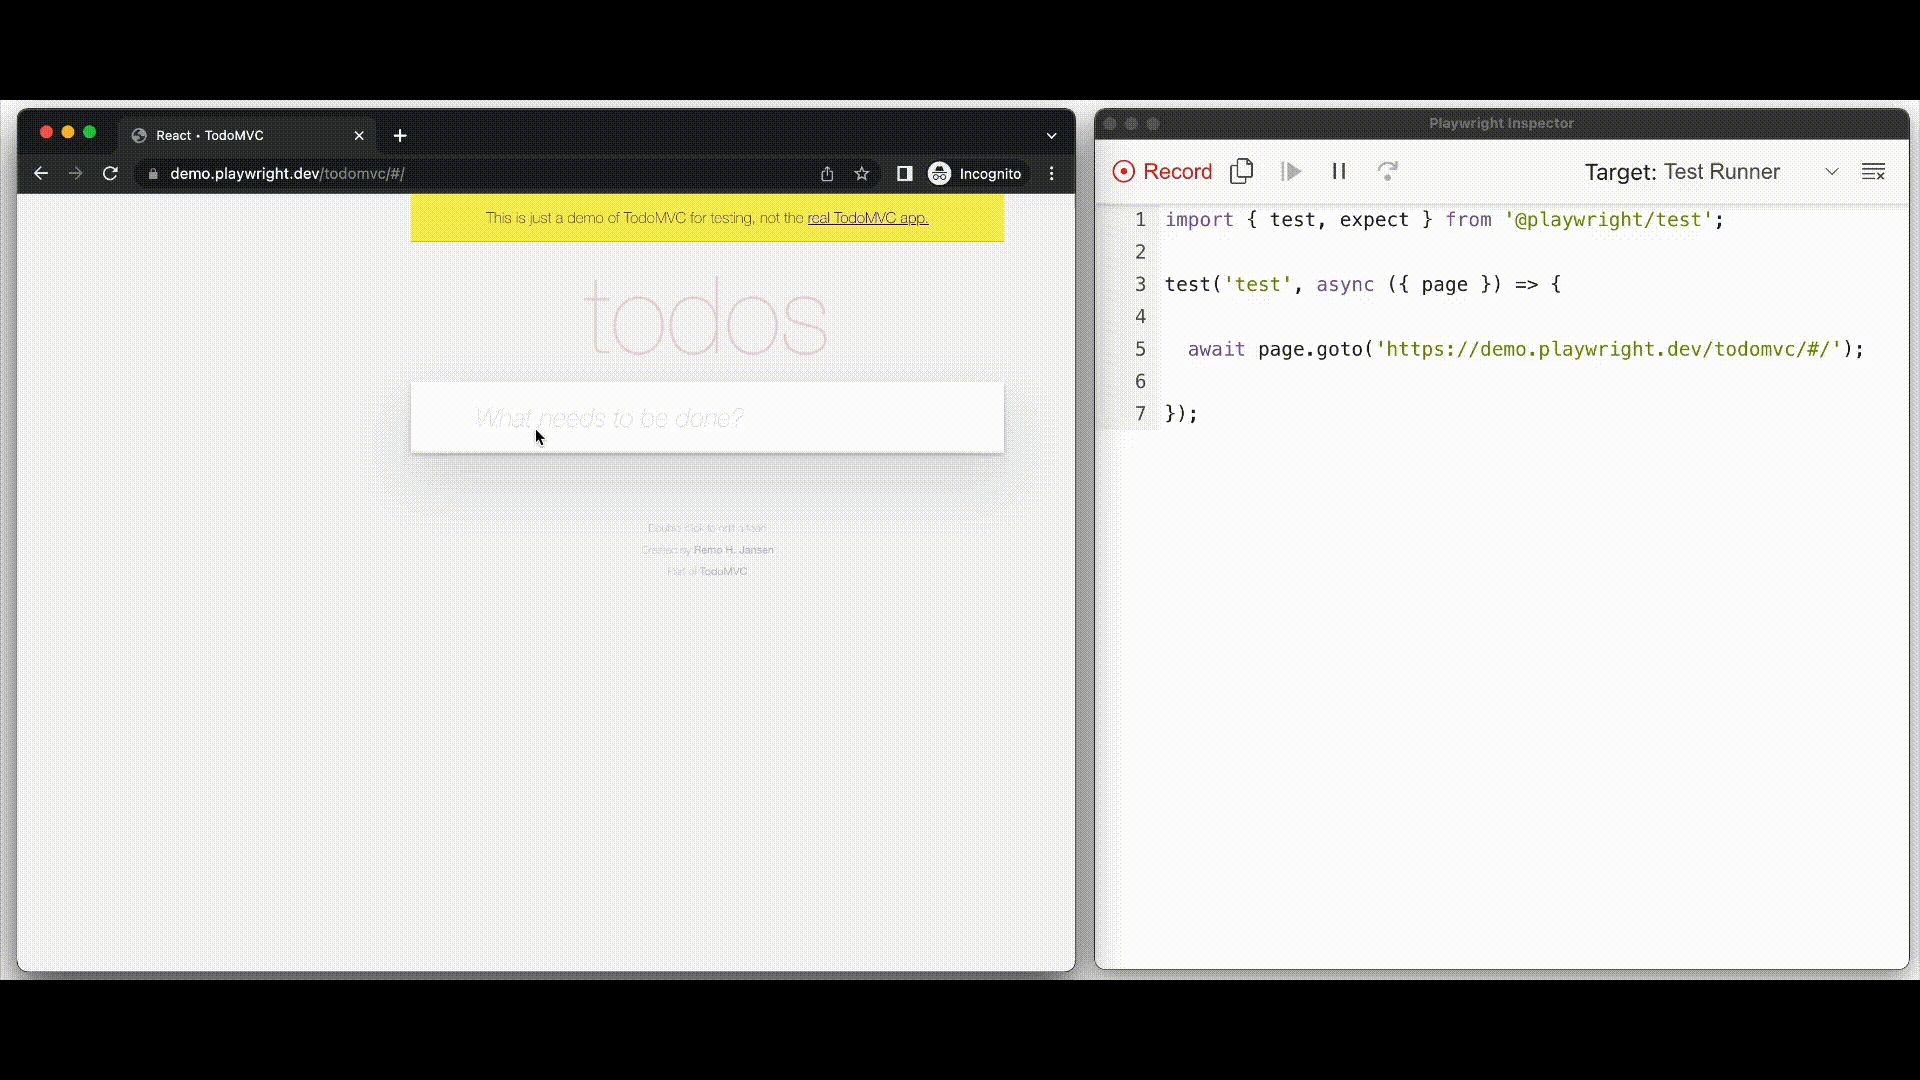 React • TodoMVC
demo.playwright.dev/todomvc/#/
Incognito
This is just a demo of TodoMVC for testing, not the real TodoMVC app.
todos
What needs to be done?
Double-click to edit a todo
Created by Remo H. Jansen
Part of TodoMVC
Playwright Inspector
Record
Target: Test Runner
1 import { test, expect } from '@playwright/test';
2
3 test('test', async ({ page }) => {
4
5 await page.goto('https://demo.playwright.dev/todomvc/#/');
6
7 });